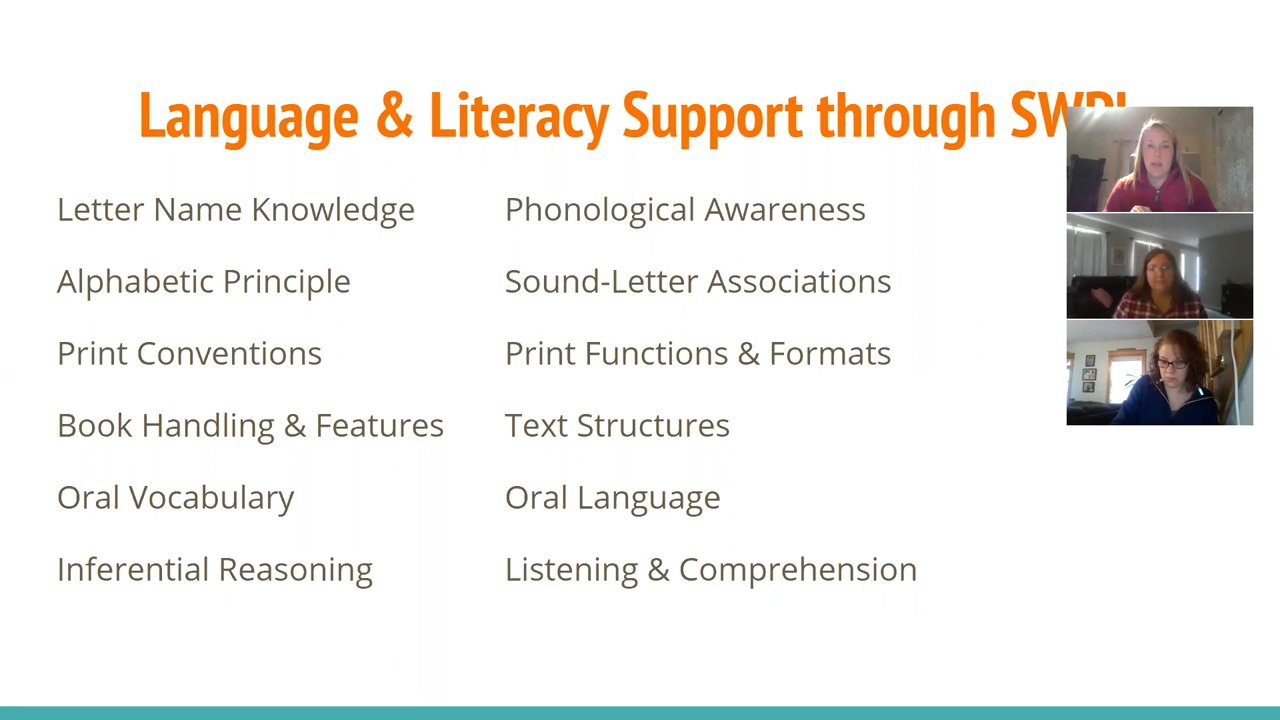 Language & Literacy Support through
Letter Name Knowledge
Alphabetic Principle
Print Conventions
Book Handling & Features
Oral Vocabulary
Inferential Reasoning
Phonological Awareness
Sound-Letter Associations
Print Functions & Formats
Text Structures
Oral Language
Listening & Comprehension